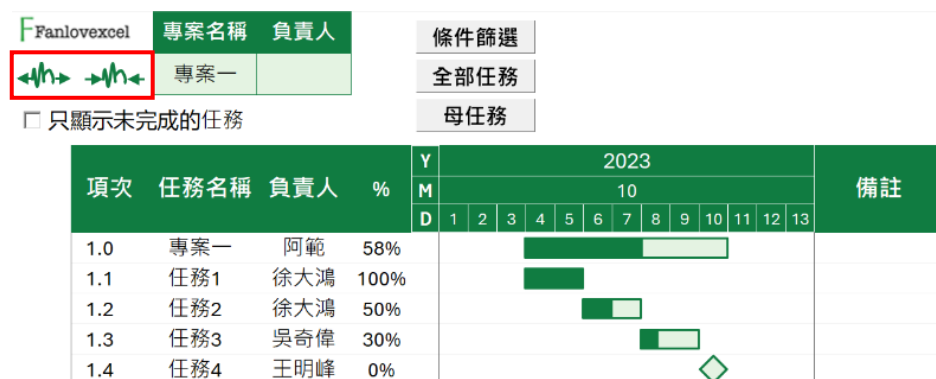 Fanlovexcel 專案名稱 負責人
專案一
條件篩選
全部任務
母任務
只顯示未完成的任務
項次 任務名稱 負責人 % Y 2023 備註
M 10
D 1 2 3 4 5 6 7 8 9 10 11 12 13
1.0 專案一 阿範 58%
1.1 任務1 徐大鴻 100%
1.2 任務2 徐大鴻 50%
1.3 任務3 吳奇偉 30%
1.4 任務4 王明峰 0%